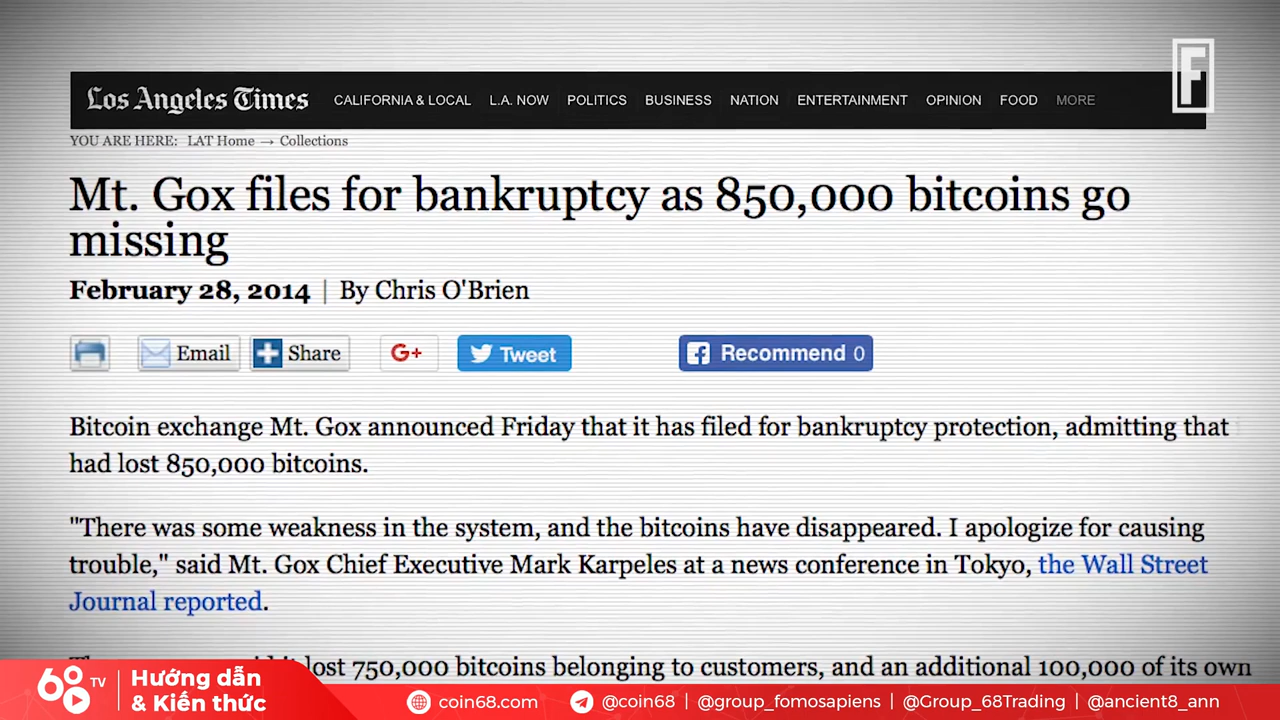 F
Los Angeles Times CALIFORNIA & LOCAL L.A. NOW POLITICS BUSINESS NATION ENTERTAINMENT OPINION FOOD MORE
YOU ARE HERE: LAT Home → Collections
Mt. Gox files for bankruptcy as 850,000 bitcoins go
missing
February 28, 2014 | By Chris O'Brien
Email Share G+ Tweet Recommend 0
Bitcoin exchange Mt. Gox announced Friday that it has filed for bankruptcy protection, admitting that
had lost 850,000 bitcoins.
"There was some weakness in the system, and the bitcoins have disappeared. I apologize for causing
trouble," said Mt. Gox Chief Executive Mark Karpeles at a news conference in Tokyo, the Wall Street
Journal reported.
lost 750,000 bitcoins belonging to customers, and an additional 100,000 of its own
68 TV
Hướng dẫn
& Kiến thức
coin68.com | @coin68 | @group_fomosapiens | @Group_68Trading | @ancient8_ann